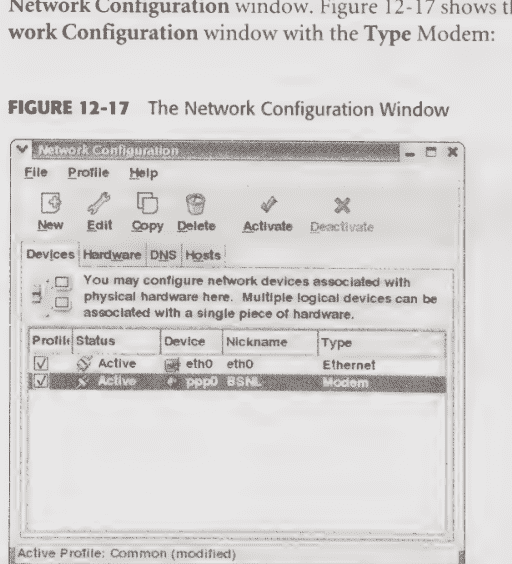 Network Configuration window. Figure 12-17 shows th
work Configuration window with the Type Modem:
FIGURE 12-17 The Network Configuration Window
Network Configuration
File Profile Help
New Edit Copy Delete Activate Deactivate
Devices Hardware DNS Hosts
You may configure network devices associated with
physical hardware here. Multiple logical devices can be
associated with a single piece of hardware.
Profile Status Device Nickname Type
Active eth0 eth0 Ethernet
Active ppp0 BSNL Modem
Active Profile: Common (modified)